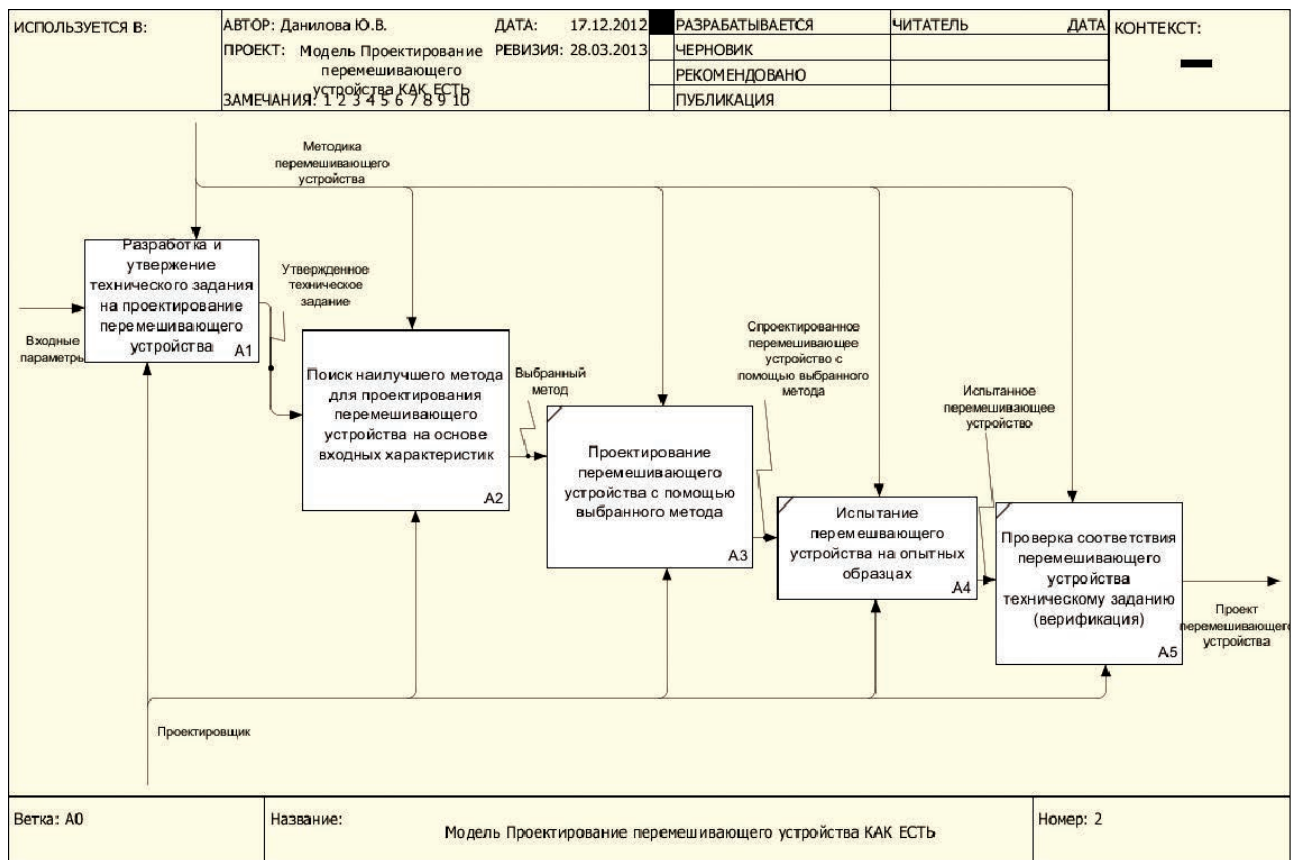 ИСПОЛЬЗУЕТСЯ В:
АВТОР: Данилова Ю.В.
ДАТА: 17.12.2012
РАЗРАБАТЫВАЕТСЯ
ЧИТАТЕЛЬ
ДАТА
КОНТЕКСТ:
ПРОЕКТ: Модель Проектирование
перемешивающего
устройства КАК ЕСТЬ
РЕВИЗИЯ: 28.03.2013
ЧЕРНОВИК
РЕКОМЕНДОВАНО
ЗАМЕЧАНИЯ: 1 2 3 4 5 6 7 8 9 10
ПУБЛИКАЦИЯ
Методика
перемешивающего
устройства
Входные
параметры
Разработка и
утвержение
технического задания
на проектирование
перемешивающего
устройства
A1
Утвержденное
техническое
задание
Поиск наилучшего метода
для проектирования
перемешивающего
устройства на основе
входных характеристик
A2
Выбранный
метод
Проектирование
перемешивающего
устройства с помощью
выбранного метода
A3
Спроектированное
перемешивающее
устройство с
помощью выбранного
метода
Испытание
перемешвающего
устройства на опытных
образцах
A4
Испытанное
перемешивающее
устройство
Проверка соответствия
перемешивающего
устройства
техническому заданию
(верификация)
A5
Проект
перемешивающего
устройства
Проектировщик
Ветка: A0
Название:
Модель Проектирование перемешивающего устройства КАК ЕСТЬ
Номер: 2